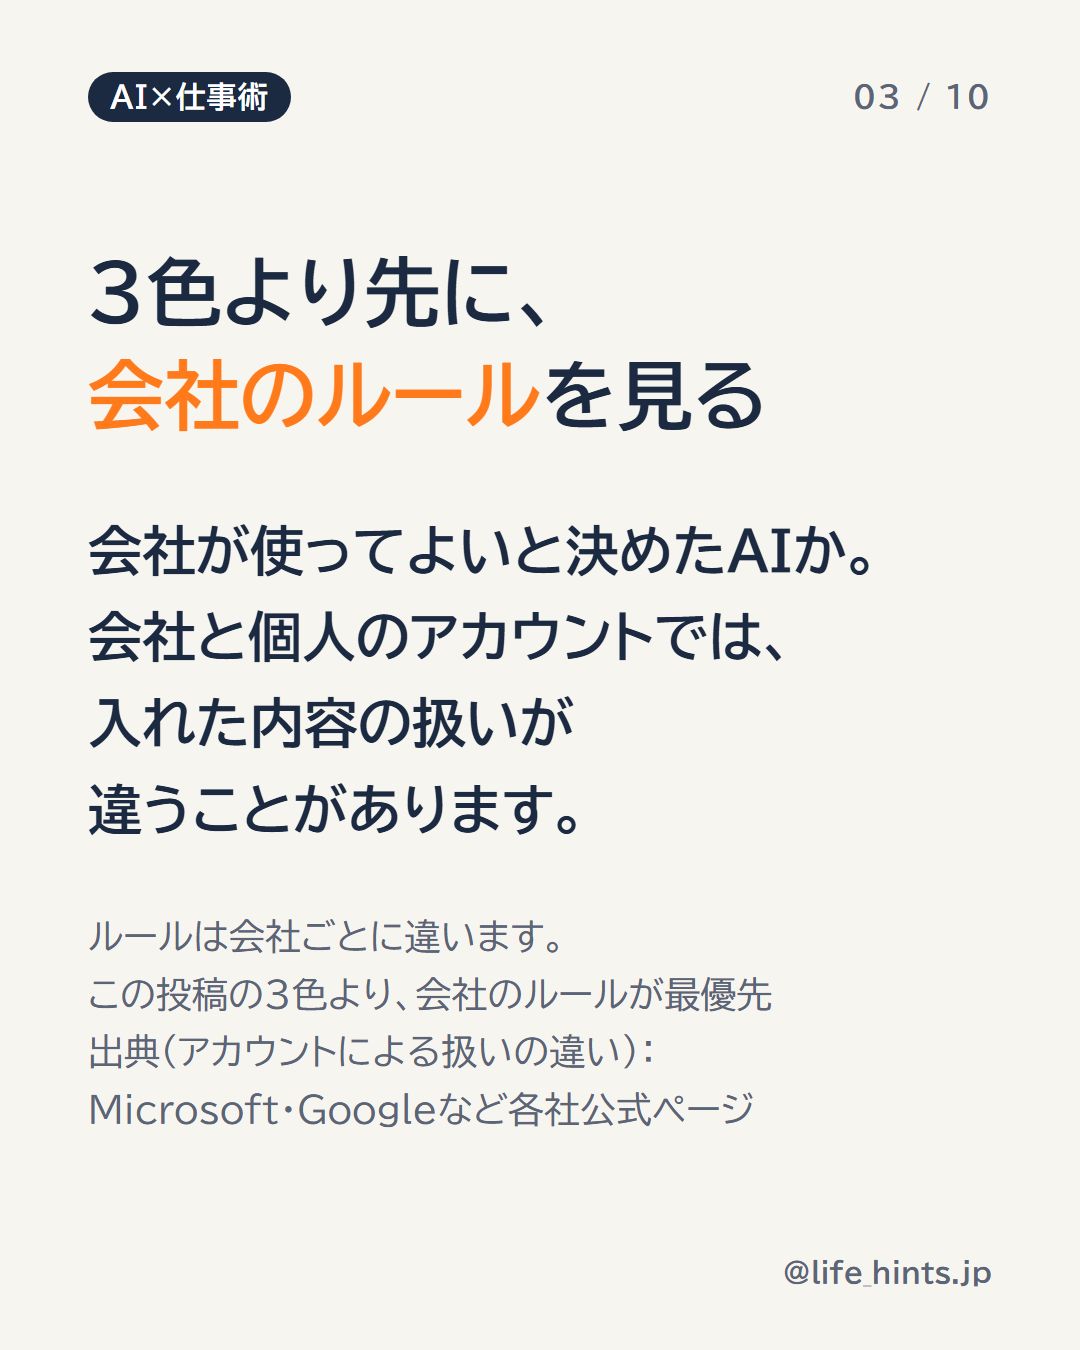 AI×仕事術
03 / 10
3色より先に、
会社のルールを見る
会社が使ってよいと決めたAIか。
会社と個人のアカウントでは、
入れた内容の扱いが
違うことがあります。
ルールは会社ごとに違います。
この投稿の3色より、会社のルールが最優先
出典(アカウントによる扱いの違い):
Microsoft・Googleなど各社公式ページ
@life_hints.jp